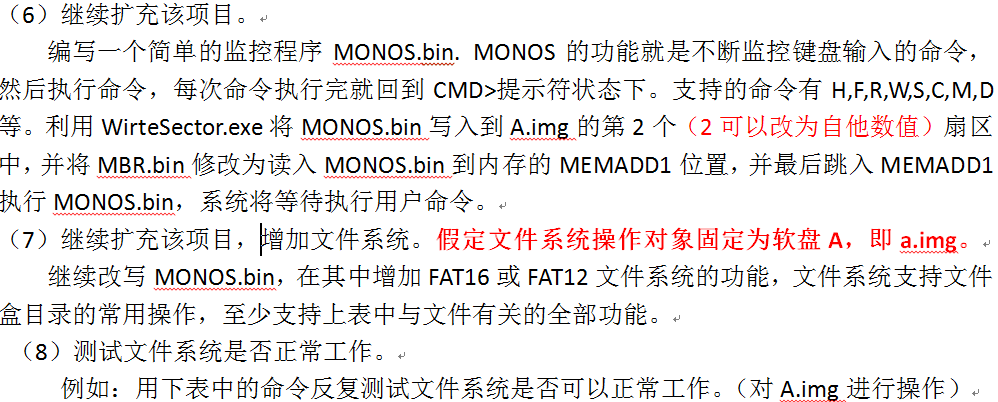 （6）继续扩充该项目。
编写一个简单的监控程序 MONOS.bin. MONOS 的功能就是不断监控键盘输入的命令，
然后执行命令，每次命令执行完就回到 CMD>提示符状态下。支持的命令有 H,F,R,W,S,C,M,D
等。利用 WirteSector.exe 将 MONOS.bin 写入到 A.img 的第 2 个（2 可以改为自他数值）扇区
中，并将 MBR.bin 修改为读入 MONOS.bin 到内存的 MEMADD1 位置，并最后跳入 MEMADD1
执行 MONOS.bin，系统将等待执行用户命令。
（7）继续扩充该项目，增加文件系统。假定文件系统操作对象固定为软盘 A，即 a.img。
继续改写 MONOS.bin，在其中增加 FAT16 或 FAT12 文件系统的功能，文件系统支持文件
盒目录的常用操作，至少支持上表中与文件有关的全部功能。
（8）测试文件系统是否正常工作。
例如：用下表中的命令反复测试文件系统是否可以正常工作。（对 A.img 进行操作）